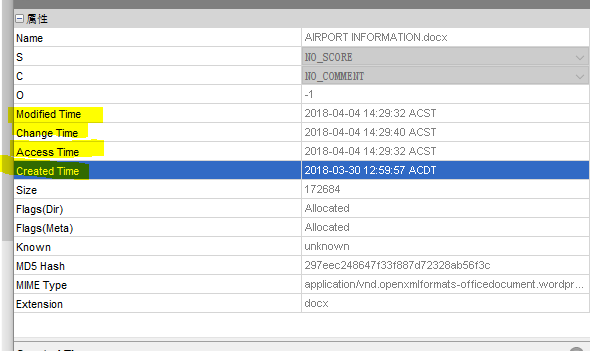 属性
Name AIRPORT INFORMATION.docx
S NO_SCORE
C NO_COMMENT
O -1
Modified Time 2018-04-04 14:29:32 ACST
Change Time 2018-04-04 14:29:40 ACST
Access Time 2018-04-04 14:29:32 ACST
Created Time 2018-03-30 12:59:57 ACDT
Size 172684
Flags(Dir) Allocated
Flags(Meta) Allocated
Known unknown
MD5 Hash 297eec248647f33f887d72328ab56f3c
MIME Type application/vnd.openxmlformats-officedocument.wordpr...
Extension docx